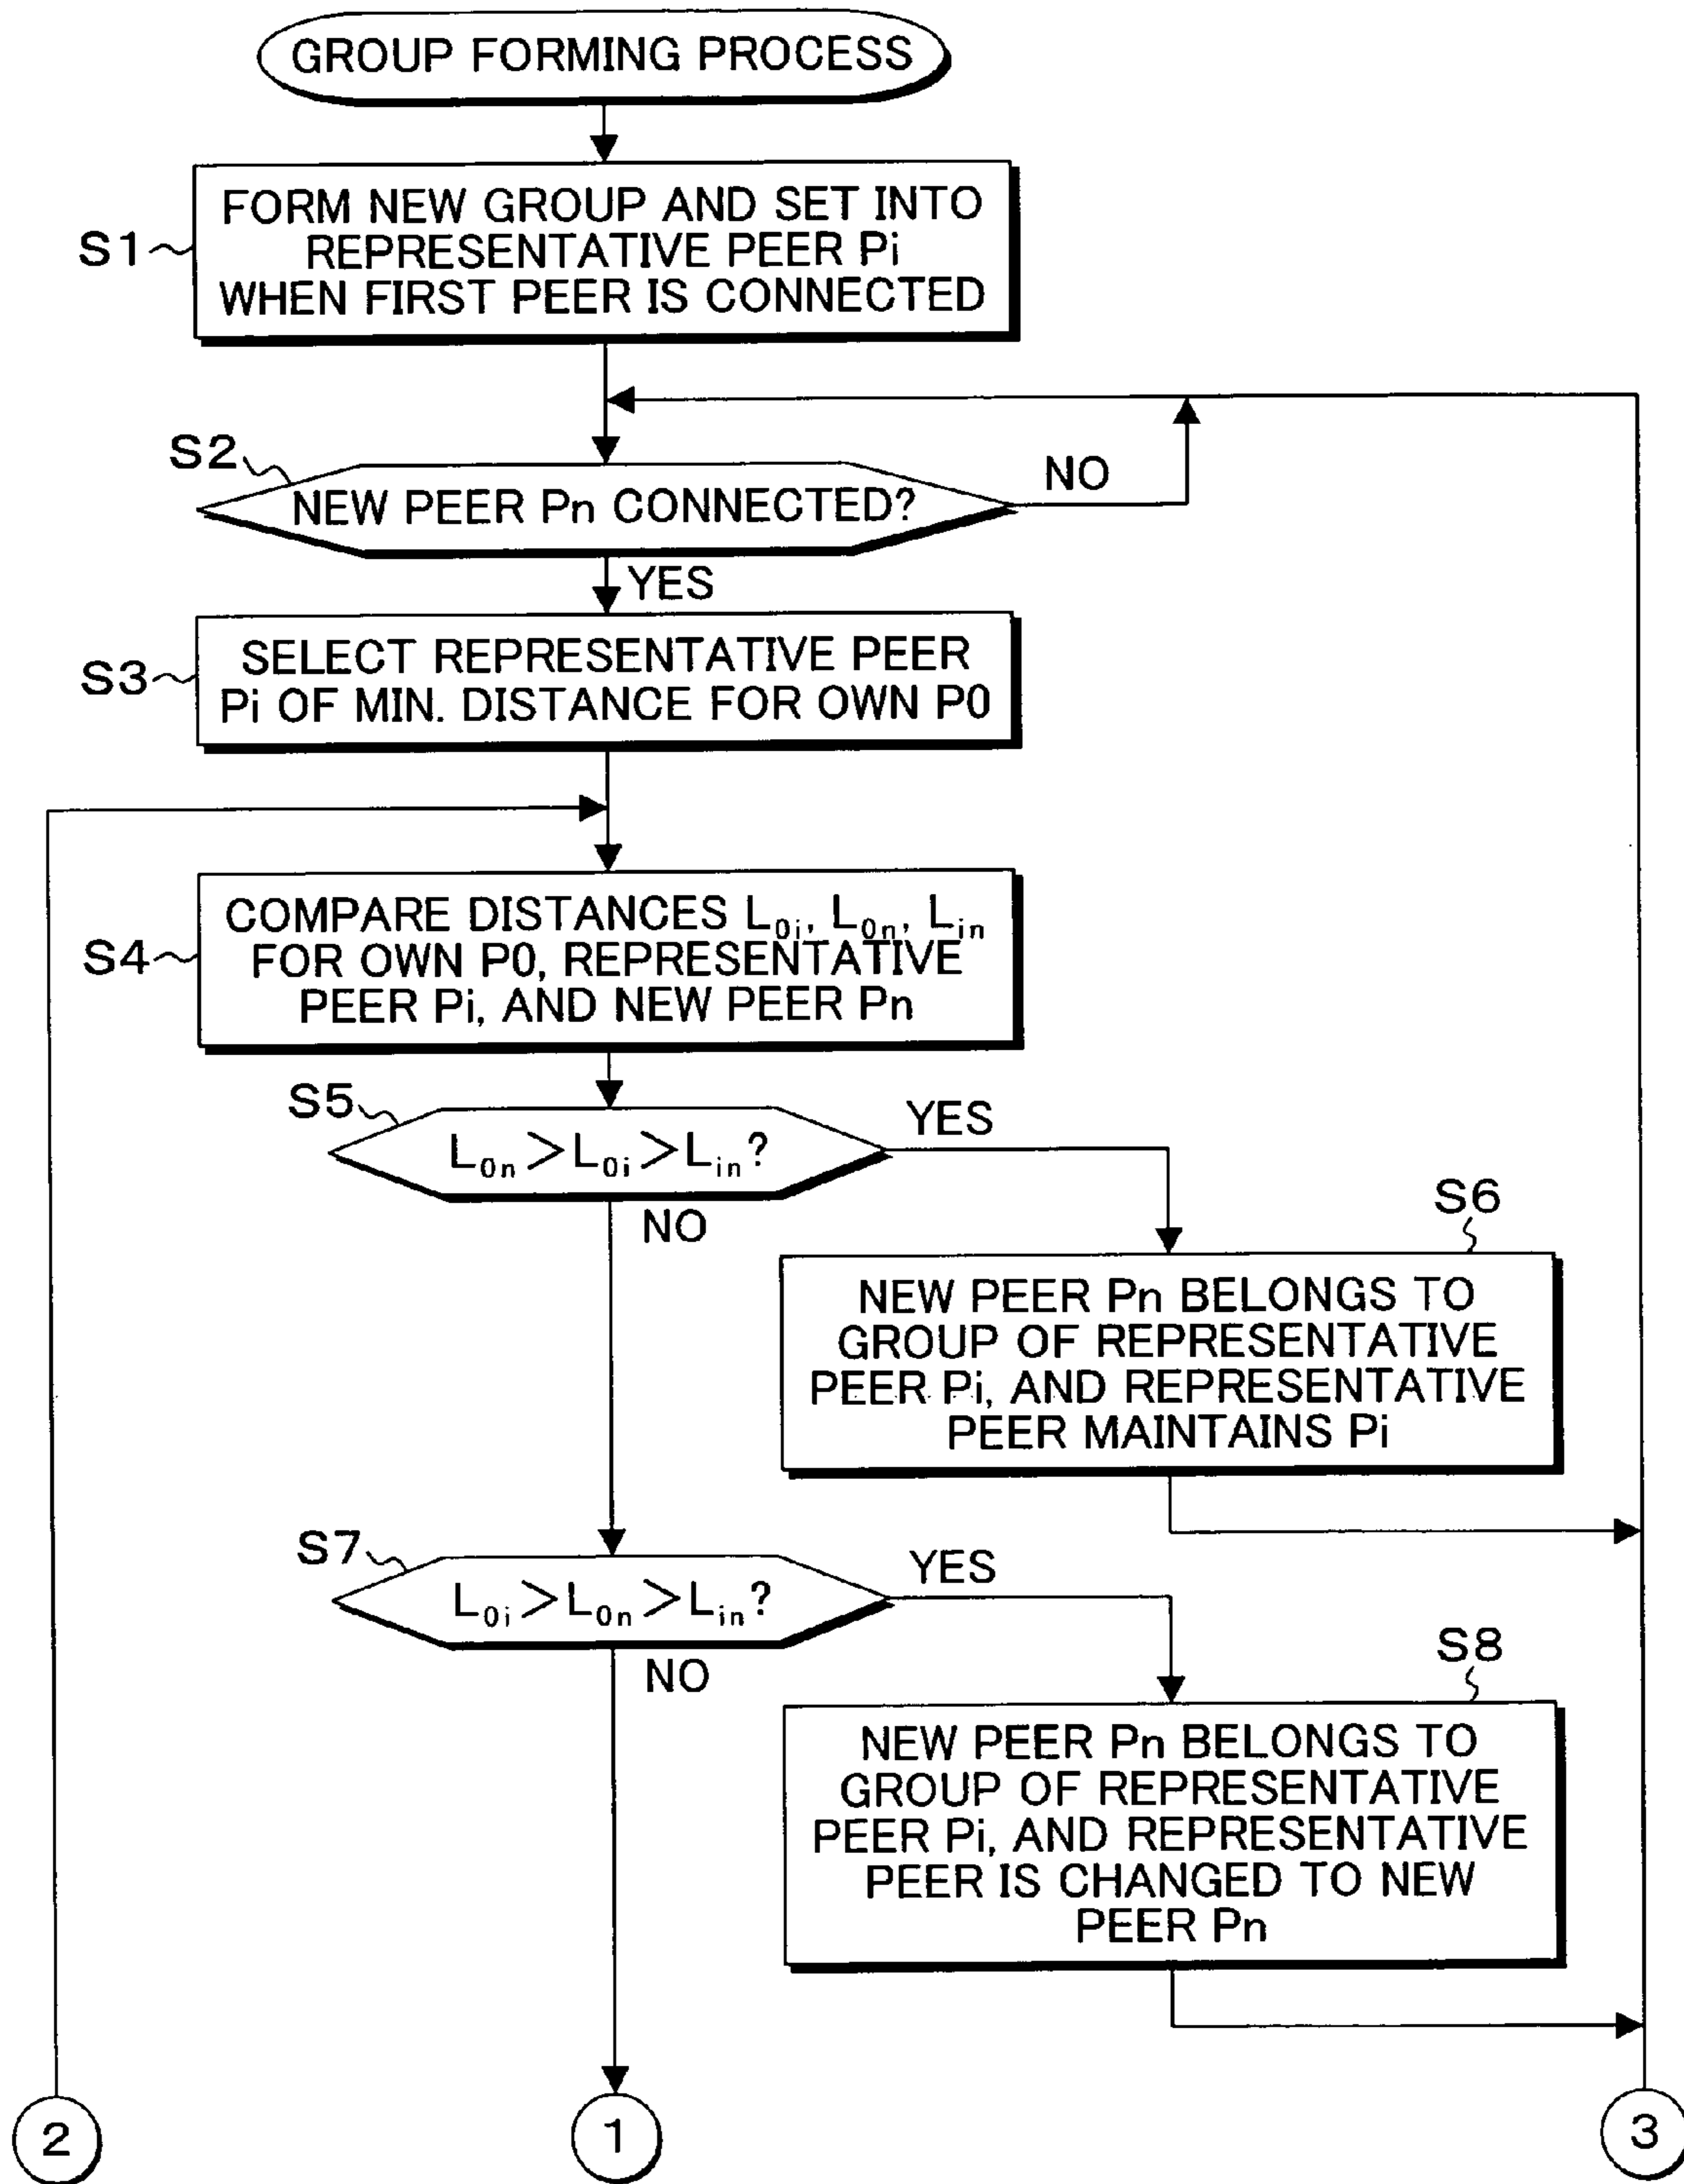 GROUP FORMING PROCESS
S1
FORM NEW GROUP AND SET INTO
REPRESENTATIVE PEER Pi
WHEN FIRST PEER IS CONNECTED
S2
NEW PEER Pn CONNECTED?
NO
YES
S3
SELECT REPRESENTATIVE PEER
Pi OF MIN. DISTANCE FOR OWN P0
S4
COMPARE DISTANCES L0i, L0n, Lin
FOR OWN P0, REPRESENTATIVE
PEER Pi, AND NEW PEER Pn
S5
L0n>L0i>Lin?
YES
NO
S6
NEW PEER Pn BELONGS TO
GROUP OF REPRESENTATIVE
PEER Pi, AND REPRESENTATIVE
PEER MAINTAINS Pi
S7
L0i>L0n>Lin?
YES
NO
S8
NEW PEER Pn BELONGS TO
GROUP OF REPRESENTATIVE
PEER Pi, AND REPRESENTATIVE
PEER IS CHANGED TO NEW
PEER Pn
2
1
3